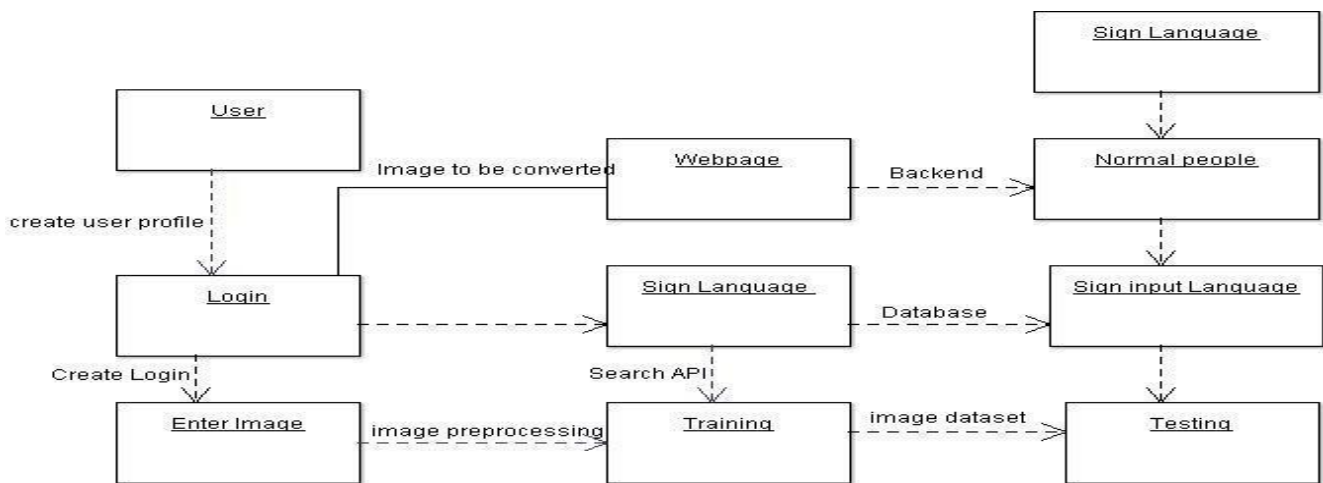 Sign Language
User
Image to be converted
Webpage
Backend
Normal people
create user profile
Login
Sign Language
Database
Sign input Language
Create Login
Search API
Enter Image
image preprocessing
Training
image dataset
Testing